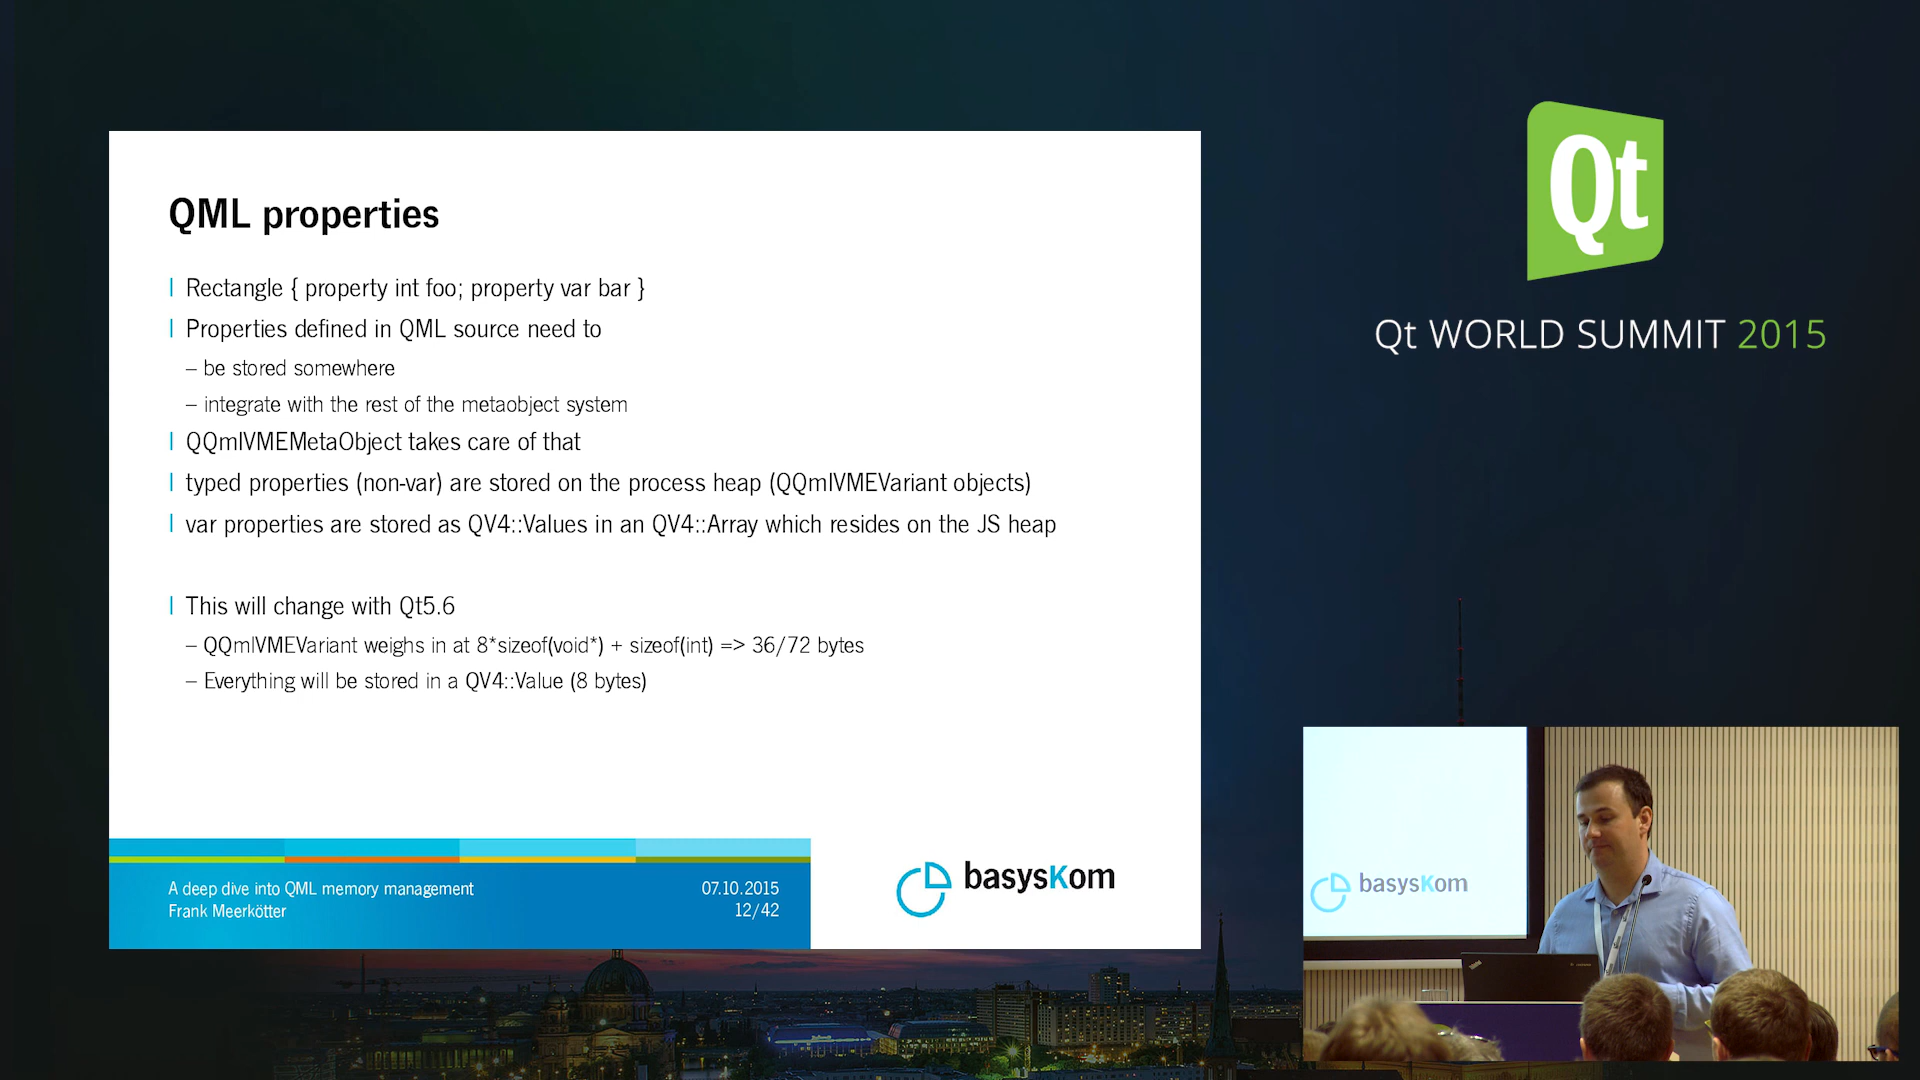 QML properties
Rectangle { property int foo; property var bar }
Properties defined in QML source need to
– be stored somewhere
– integrate with the rest of the metaobject system
QQmlVMEMetaObject takes care of that
typed properties (non-var) are stored on the process heap (QQmlVMEVariant objects)
var properties are stored as QV4::Values in an QV4::Array which resides on the JS heap
This will change with Qt5.6
– QQmlVMEVariant weighs in at 8*sizeof(void*) + sizeof(int) => 36/72 bytes
– Everything will be stored in a QV4::Value (8 bytes)
A deep dive into QML memory management
Frank Meerkötter
07.10.2015
12/42
basysKom
Qt
Qt WORLD SUMMIT 2015
basysKom